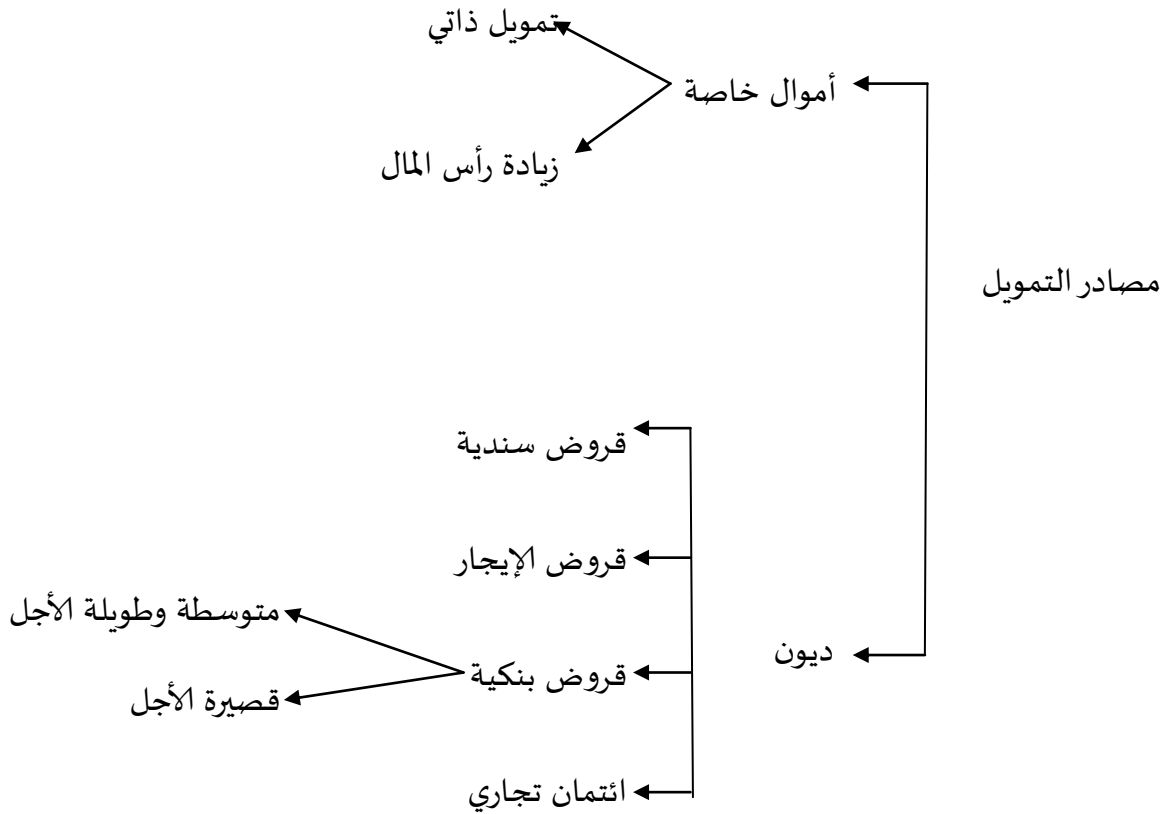 مصادر التمويل
أموال خاصة
تمويل ذاتي
زيادة رأس المال
ديون
قروض سندية
قروض الإيجار
قروض بنكية
متوسطة وطويلة الأجل
قصيرة الأجل
ائتمان تجاري